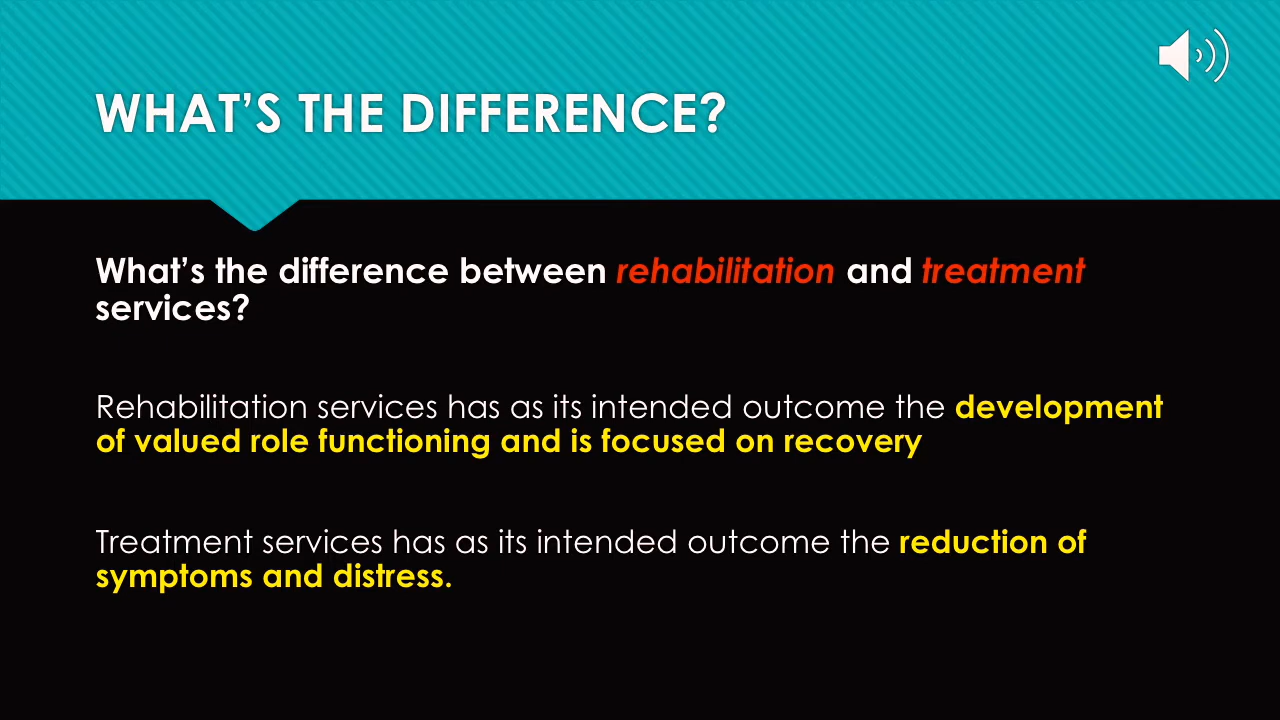 WHAT’S THE DIFFERENCE?
What’s the difference between rehabilitation and treatment
services?
Rehabilitation services has as its intended outcome the development
of valued role functioning and is focused on recovery
Treatment services has as its intended outcome the reduction of
symptoms and distress.